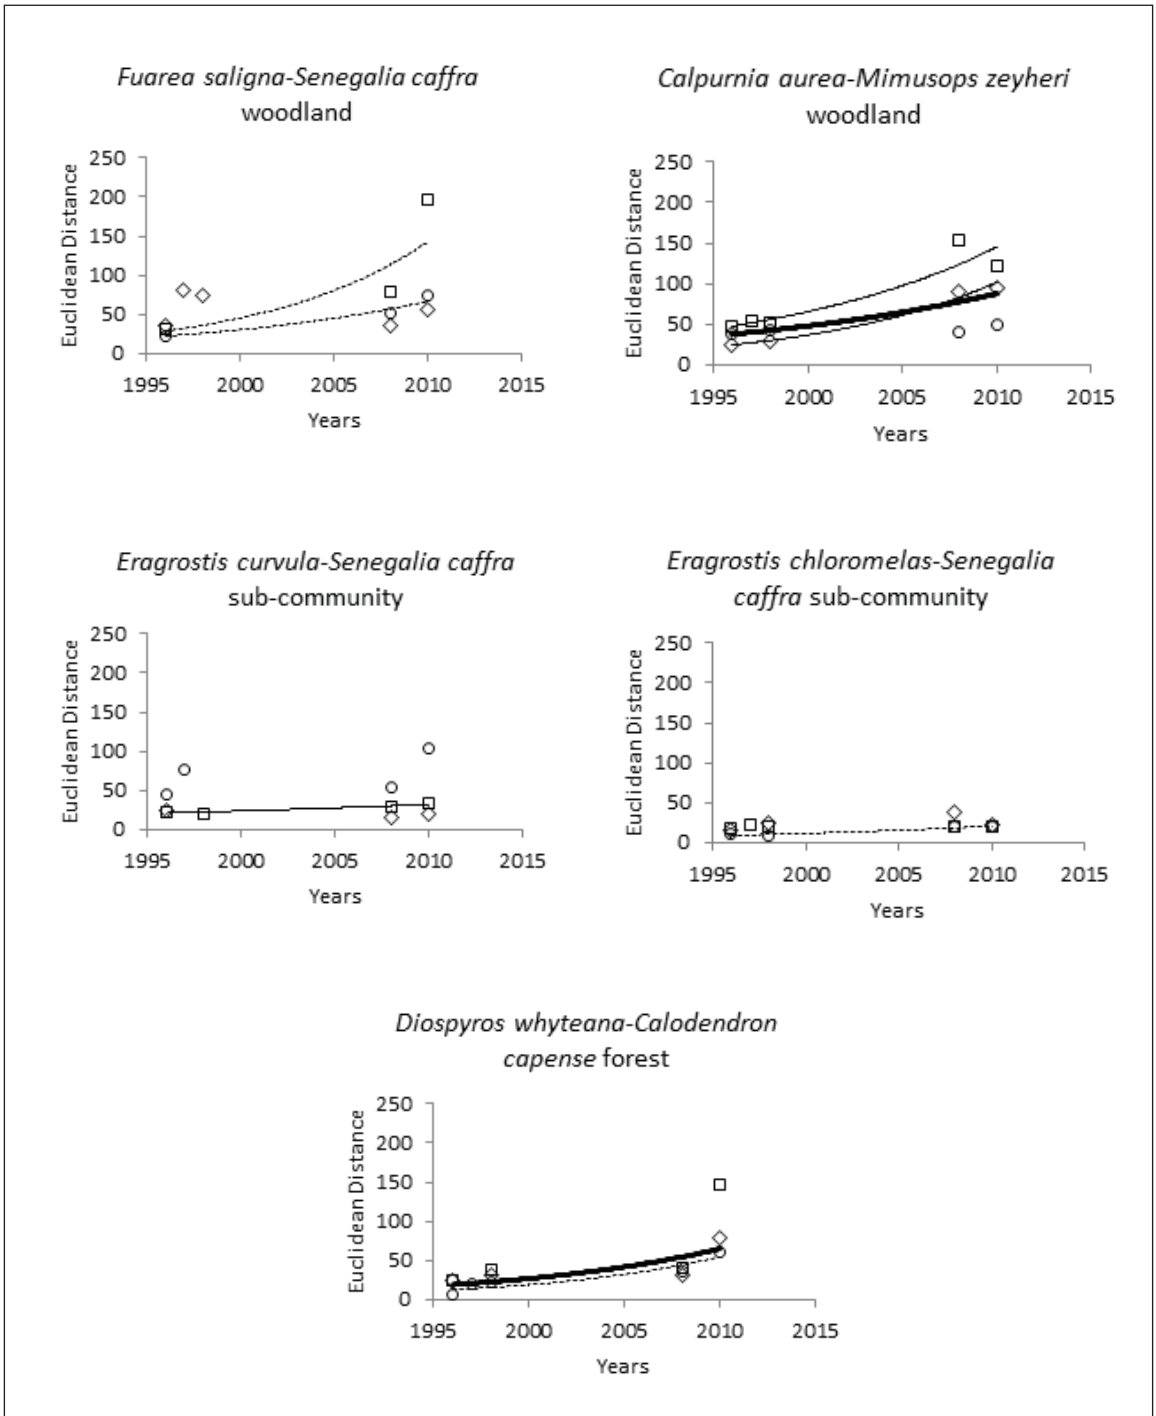 Fuarea saligna-Senegalia caffra
woodland
250
200
150
100
50
0
Euclidean Distance
1995 2000 2005 2010 2015
Years
Calpurnia aurea-Mimusops zeyheri
woodland
250
200
150
100
50
0
Euclidean Distance
1995 2000 2005 2010 2015
Years
Eragrostis curvula-Senegalia caffra
sub-community
250
200
150
100
50
0
Euclidean Distance
1995 2000 2005 2010 2015
Years
Eragrostis chloromelas-Senegalia
caffra sub-community
250
200
150
100
50
0
Euclidean Distance
1995 2000 2005 2010 2015
Years
Diospyros whyteana-Calodendron
capense forest
250
200
150
100
50
0
Euclidean Distance
1995 2000 2005 2010 2015
Years